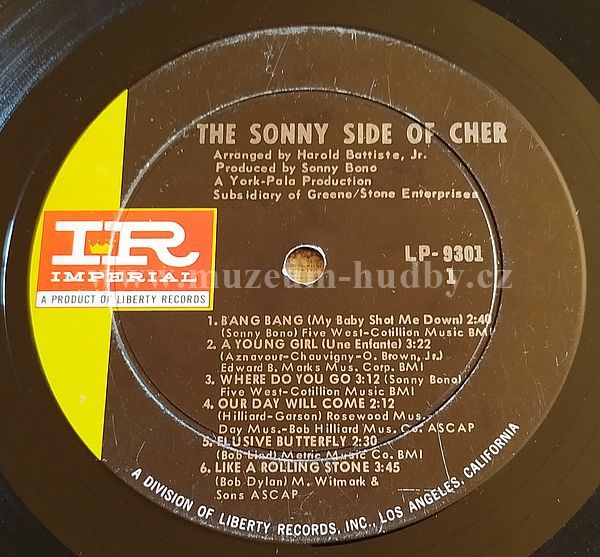 THE SONNY SIDE OF CHER
Arranged by Harold Battiste, Jr.
Produced by Sonny Bono
A York-Pala Production
Subsidiary of Greene/Stone Enterprises
IR
IMPERIAL
A PRODUCT OF LIBERTY RECORDS
LP-9301
1
www.muzeum-hudby.cz
1. BANG BANG (My Baby Shot Me Down) 2:40
(Sonny Bono) Five West-Cotillion Music BMI
2. A YOUNG GIRL (Une Enfante) 3:22
(Aznavour-Chauvigny-O. Brown, Jr.)
Edward B. Marks Mus. Corp. BMI
3. WHERE DO YOU GO 3:12 (Sonny Bono)
Five West-Cotillion Music BMI
4. OUR DAY WILL COME 2:12
(Hilliard-Garson) Rosewood Mus.-
Day Mus.-Bob Hilliard Mus. Co. ASCAP
5. ELUSIVE BUTTERFLY 2:30
(Bob Lind) Metric Music Co. BMI
6. LIKE A ROLLING STONE 3:45
(Bob Dylan) M. Witmark &
Sons ASCAP
A DIVISION OF LIBERTY RECORDS, INC., LOS ANGELES, CALIFORNIA